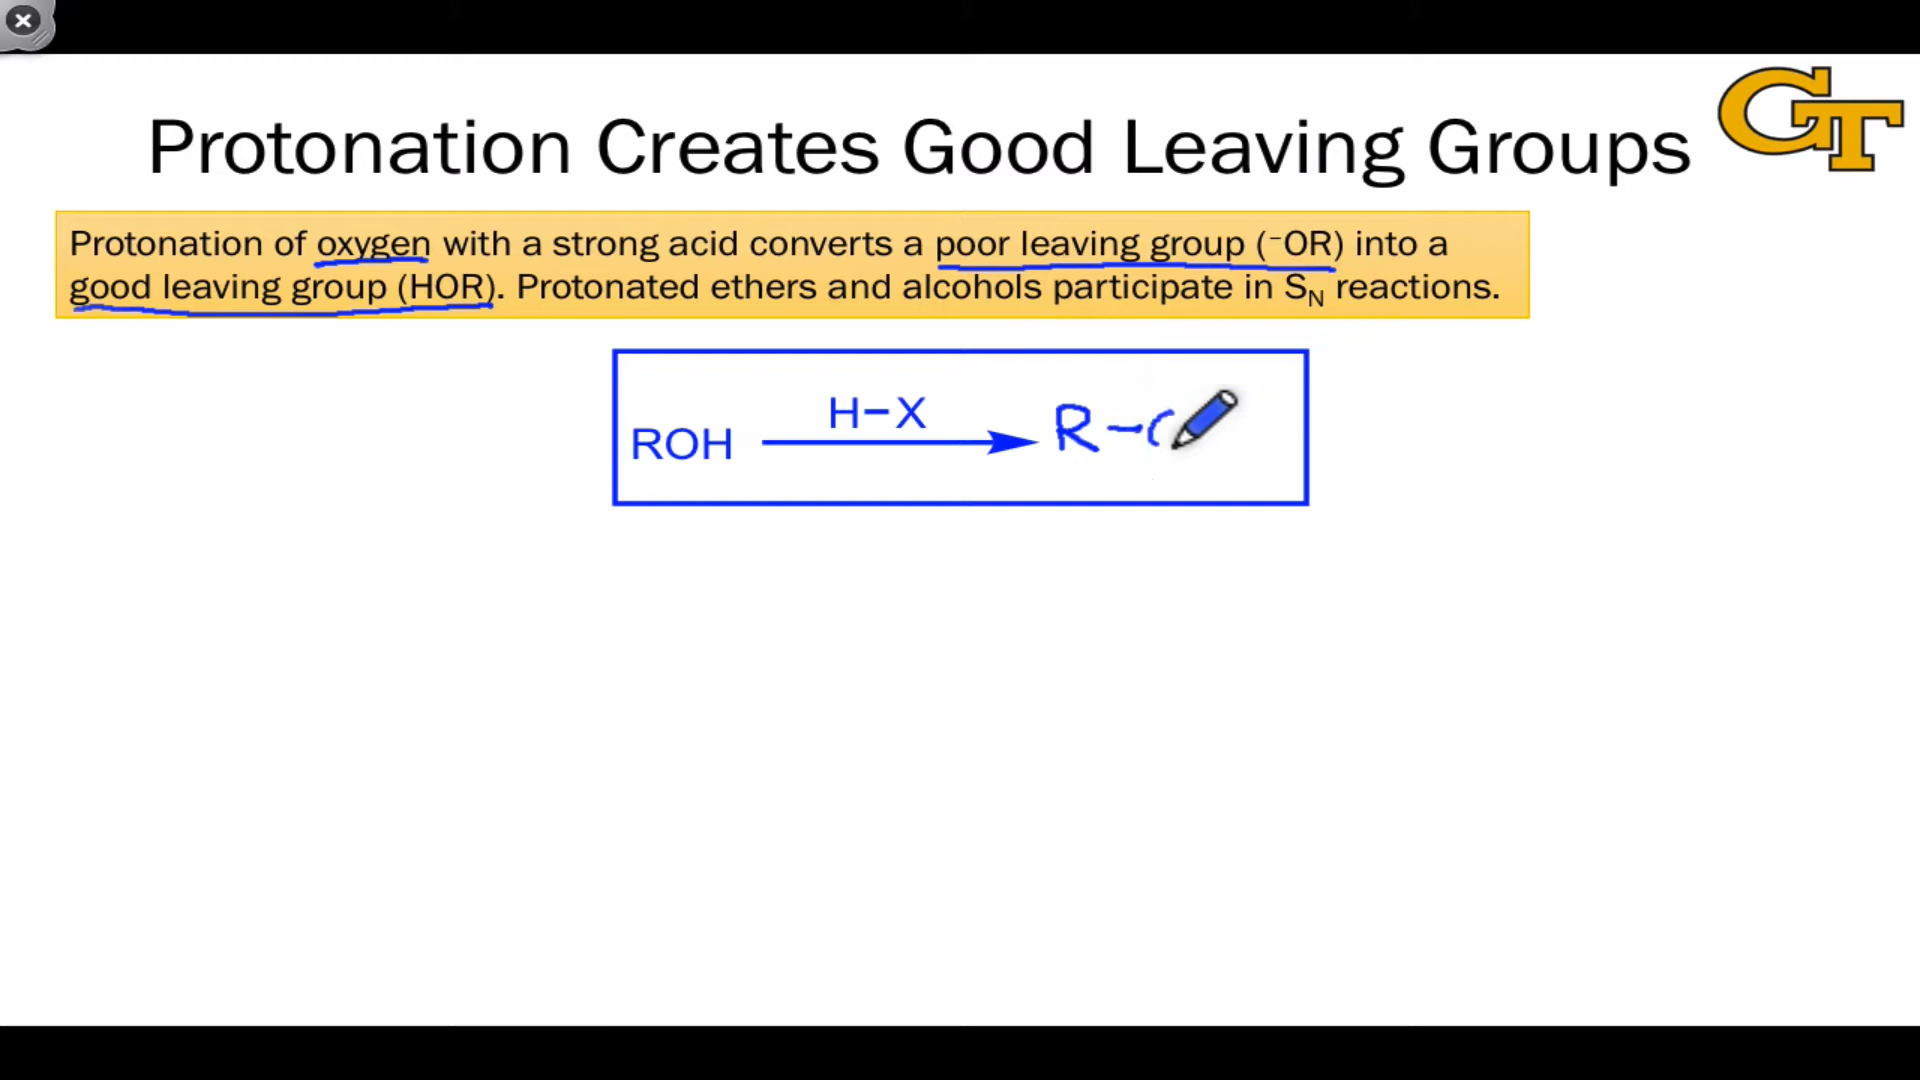 GT
Protonation Creates Good Leaving Groups
Protonation of oxygen with a strong acid converts a poor leaving group (⁻OR) into a
good leaving group (HOR). Protonated ethers and alcohols participate in SN reactions.
H–X
ROH
R –